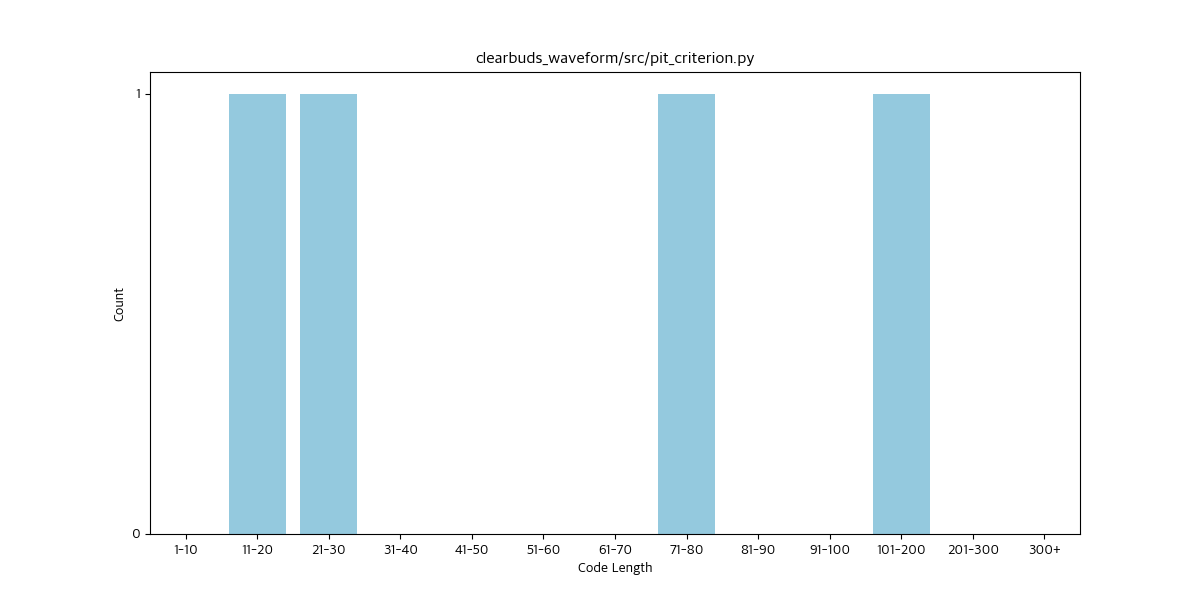 clearbuds_waveform/src/pit_criterion.py
1
0
Count
1-10 11-20 21-30 31-40 41-50 51-60 61-70 71-80 81-90 91-100 101-200 201-300 300+
Code Length